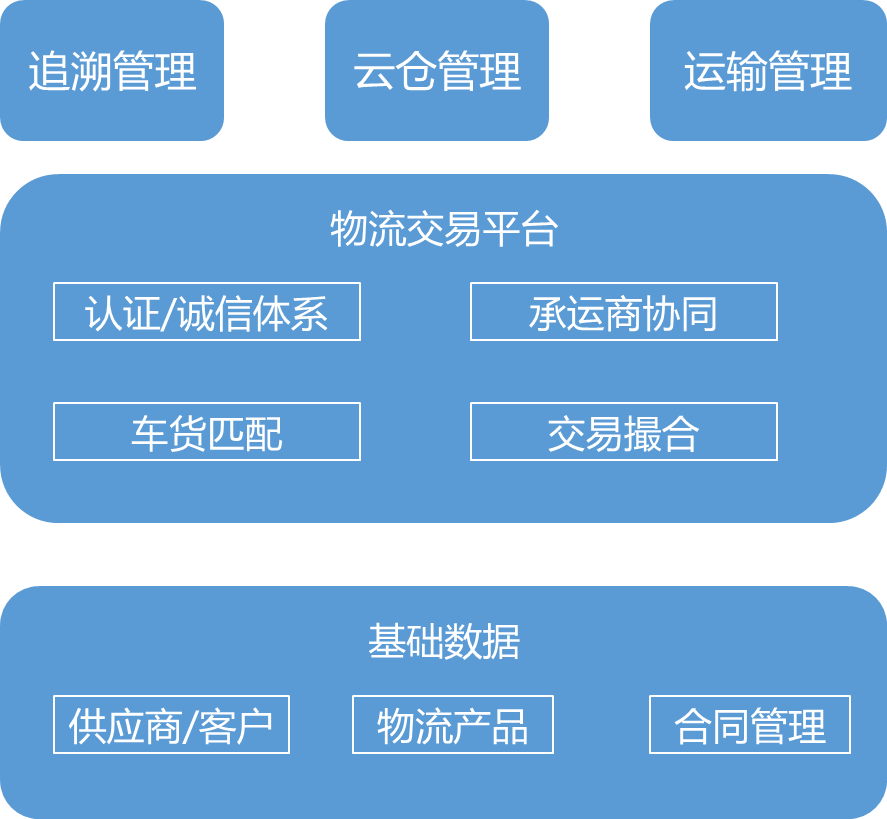 追溯管理
云仓管理
运输管理
物流交易平台
认证/诚信体系
承运商协同
车货匹配
交易撮合
基础数据
供应商/客户
物流产品
合同管理